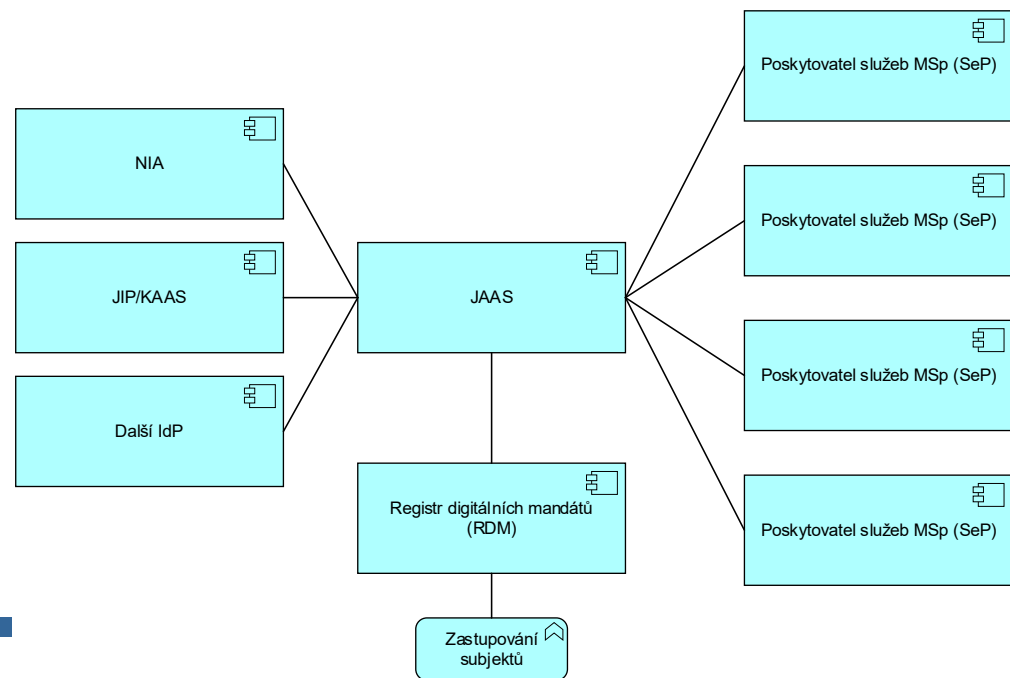 NIA
JIP/KAAS
Další IdP
JAAS
Registr digitálních mandátů
(RDM)
Zastupování
subjektů
Poskytovatel služeb MSp (SeP)
Poskytovatel služeb MSp (SeP)
Poskytovatel služeb MSp (SeP)
Poskytovatel služeb MSp (SeP)